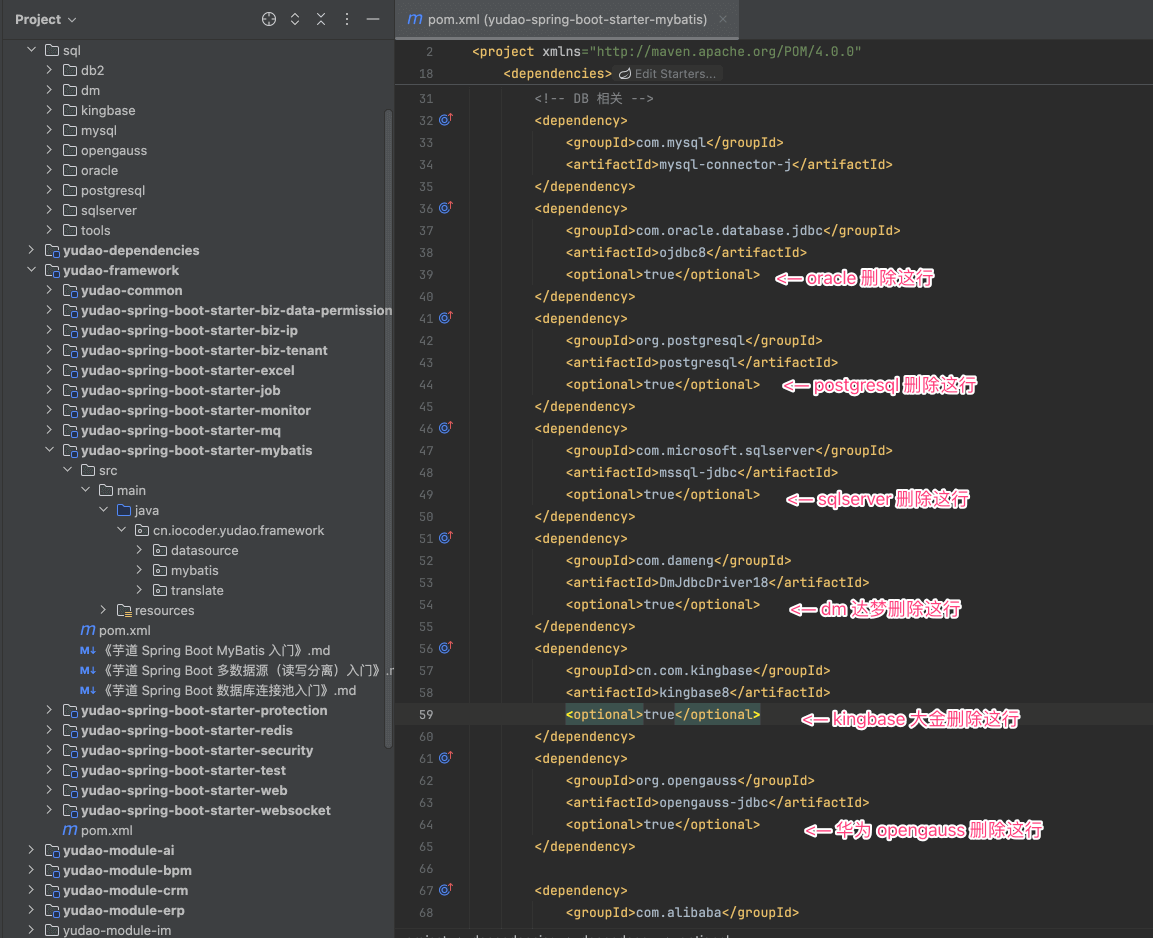 Project
sql
db2
dm
kingbase
mysql
opengauss
oracle
postgresql
sqlserver
tools
yudao-dependencies
yudao-framework
yudao-common
yudao-spring-boot-starter-biz-data-permission
yudao-spring-boot-starter-biz-ip
yudao-spring-boot-starter-biz-tenant
yudao-spring-boot-starter-excel
yudao-spring-boot-starter-job
yudao-spring-boot-starter-monitor
yudao-spring-boot-starter-mq
yudao-spring-boot-starter-mybatis
src
main
java
cn.iocoder.yudao.framework
datasource
mybatis
translate
resources
m pom.xml
M↓ 《芋道 Spring Boot MyBatis 入门》.md
M↓ 《芋道 Spring Boot 多数据源（读写分离）入门》.r
M↓ 《芋道 Spring Boot 数据库连接池入门》.md
yudao-spring-boot-starter-protection
yudao-spring-boot-starter-redis
yudao-spring-boot-starter-security
yudao-spring-boot-starter-test
yudao-spring-boot-starter-web
yudao-spring-boot-starter-websocket
m pom.xml
yudao-module-ai
yudao-module-bpm
yudao-module-crm
yudao-module-erp
yudao-module-im
m pom.xml (yudao-spring-boot-starter-mybatis)
2 <project xmlns="http://maven.apache.org/POM/4.0.0"
18 <dependencies> Edit Starters...
31 <!-- DB 相关 -->
32 <dependency>
33 <groupId>com.mysql</groupId>
34 <artifactId>mysql-connector-j</artifactId>
35 </dependency>
36 <dependency>
37 <groupId>com.oracle.database.jdbc</groupId>
38 <artifactId>ojdbc8</artifactId>
39 <optional>true</optional> <— oracle 删除这行
40 </dependency>
41 <dependency>
42 <groupId>org.postgresql</groupId>
43 <artifactId>postgresql</artifactId>
44 <optional>true</optional> <— postgresql 删除这行
45 </dependency>
46 <dependency>
47 <groupId>com.microsoft.sqlserver</groupId>
48 <artifactId>mssql-jdbc</artifactId>
49 <optional>true</optional> <— sqlserver 删除这行
50 </dependency>
51 <dependency>
52 <groupId>com.dameng</groupId>
53 <artifactId>DmJdbcDriver18</artifactId>
54 <optional>true</optional> <— dm 达梦删除这行
55 </dependency>
56 <dependency>
57 <groupId>cn.com.kingbase</groupId>
58 <artifactId>kingbase8</artifactId>
59 <optional>true</optional> <— kingbase 大金删除这行
60 </dependency>
61 <dependency>
62 <groupId>org.opengauss</groupId>
63 <artifactId>opengauss-jdbc</artifactId>
64 <optional>true</optional> <— 华为 opengauss 删除这行
65 </dependency>
66
67 <dependency>
68 <groupId>com.alibaba</groupId>